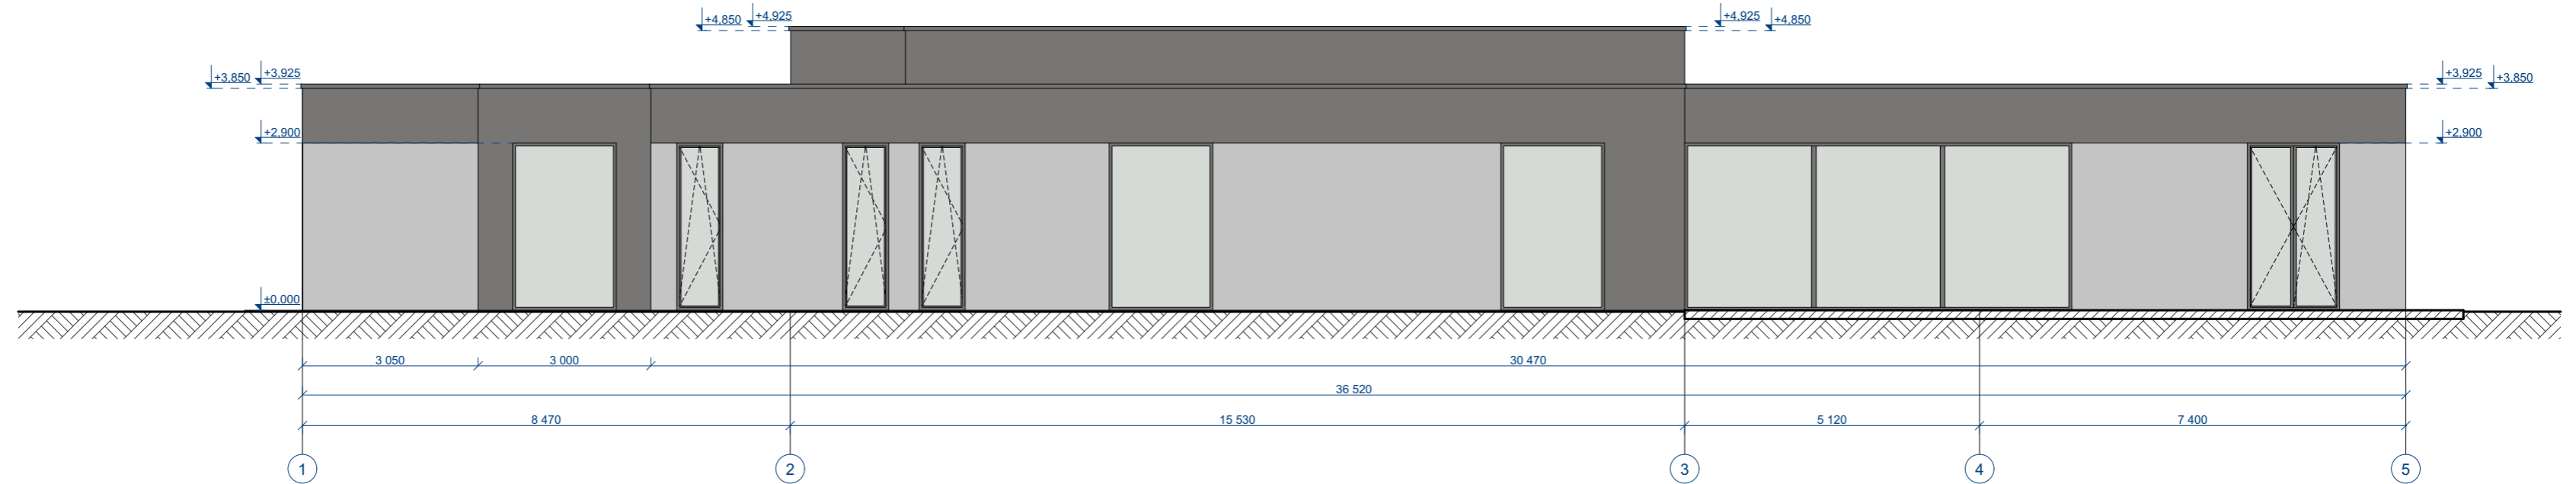 +4,850 +4,925 +4,925 +4,850
+3,850 +3,925 +3,925 +3,850
+2,900 +2,900
±0,000
3 050 3 000 30 470
36 520
8 470 15 530 5 120 7 400
1 2 3 4 5